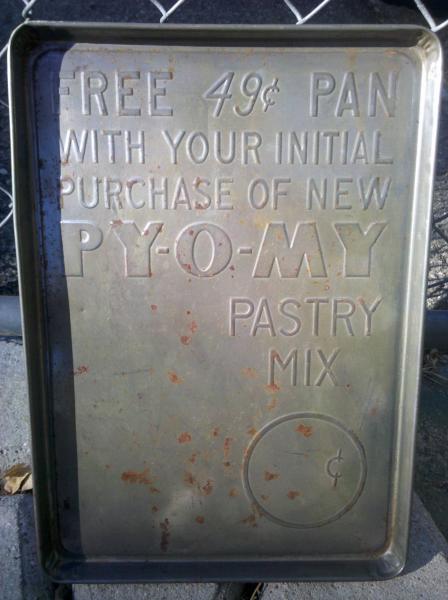 FREE 49¢ PAN
WITH YOUR INITIAL
PURCHASE OF NEW
PY-O-MY
PASTRY
MIX
¢